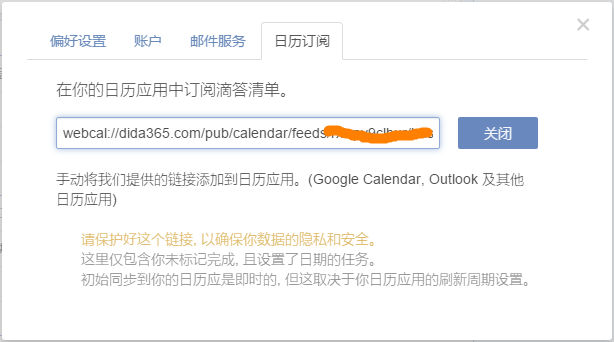 偏好设置 账户 邮件服务 日历订阅
在你的日历应用中订阅滴答清单。
webcal://dida365.com/pub/calendar/feeds 关闭
手动将我们提供的链接添加到日历应用。(Google Calendar, Outlook 及其他
日历应用)
请保护好这个链接, 以确保你数据的隐私和安全。
这里仅包含你未标记完成, 且设置了日期的任务。
初始同步到你的日历应是即时的, 但这取决于你日历应用的刷新周期设置。